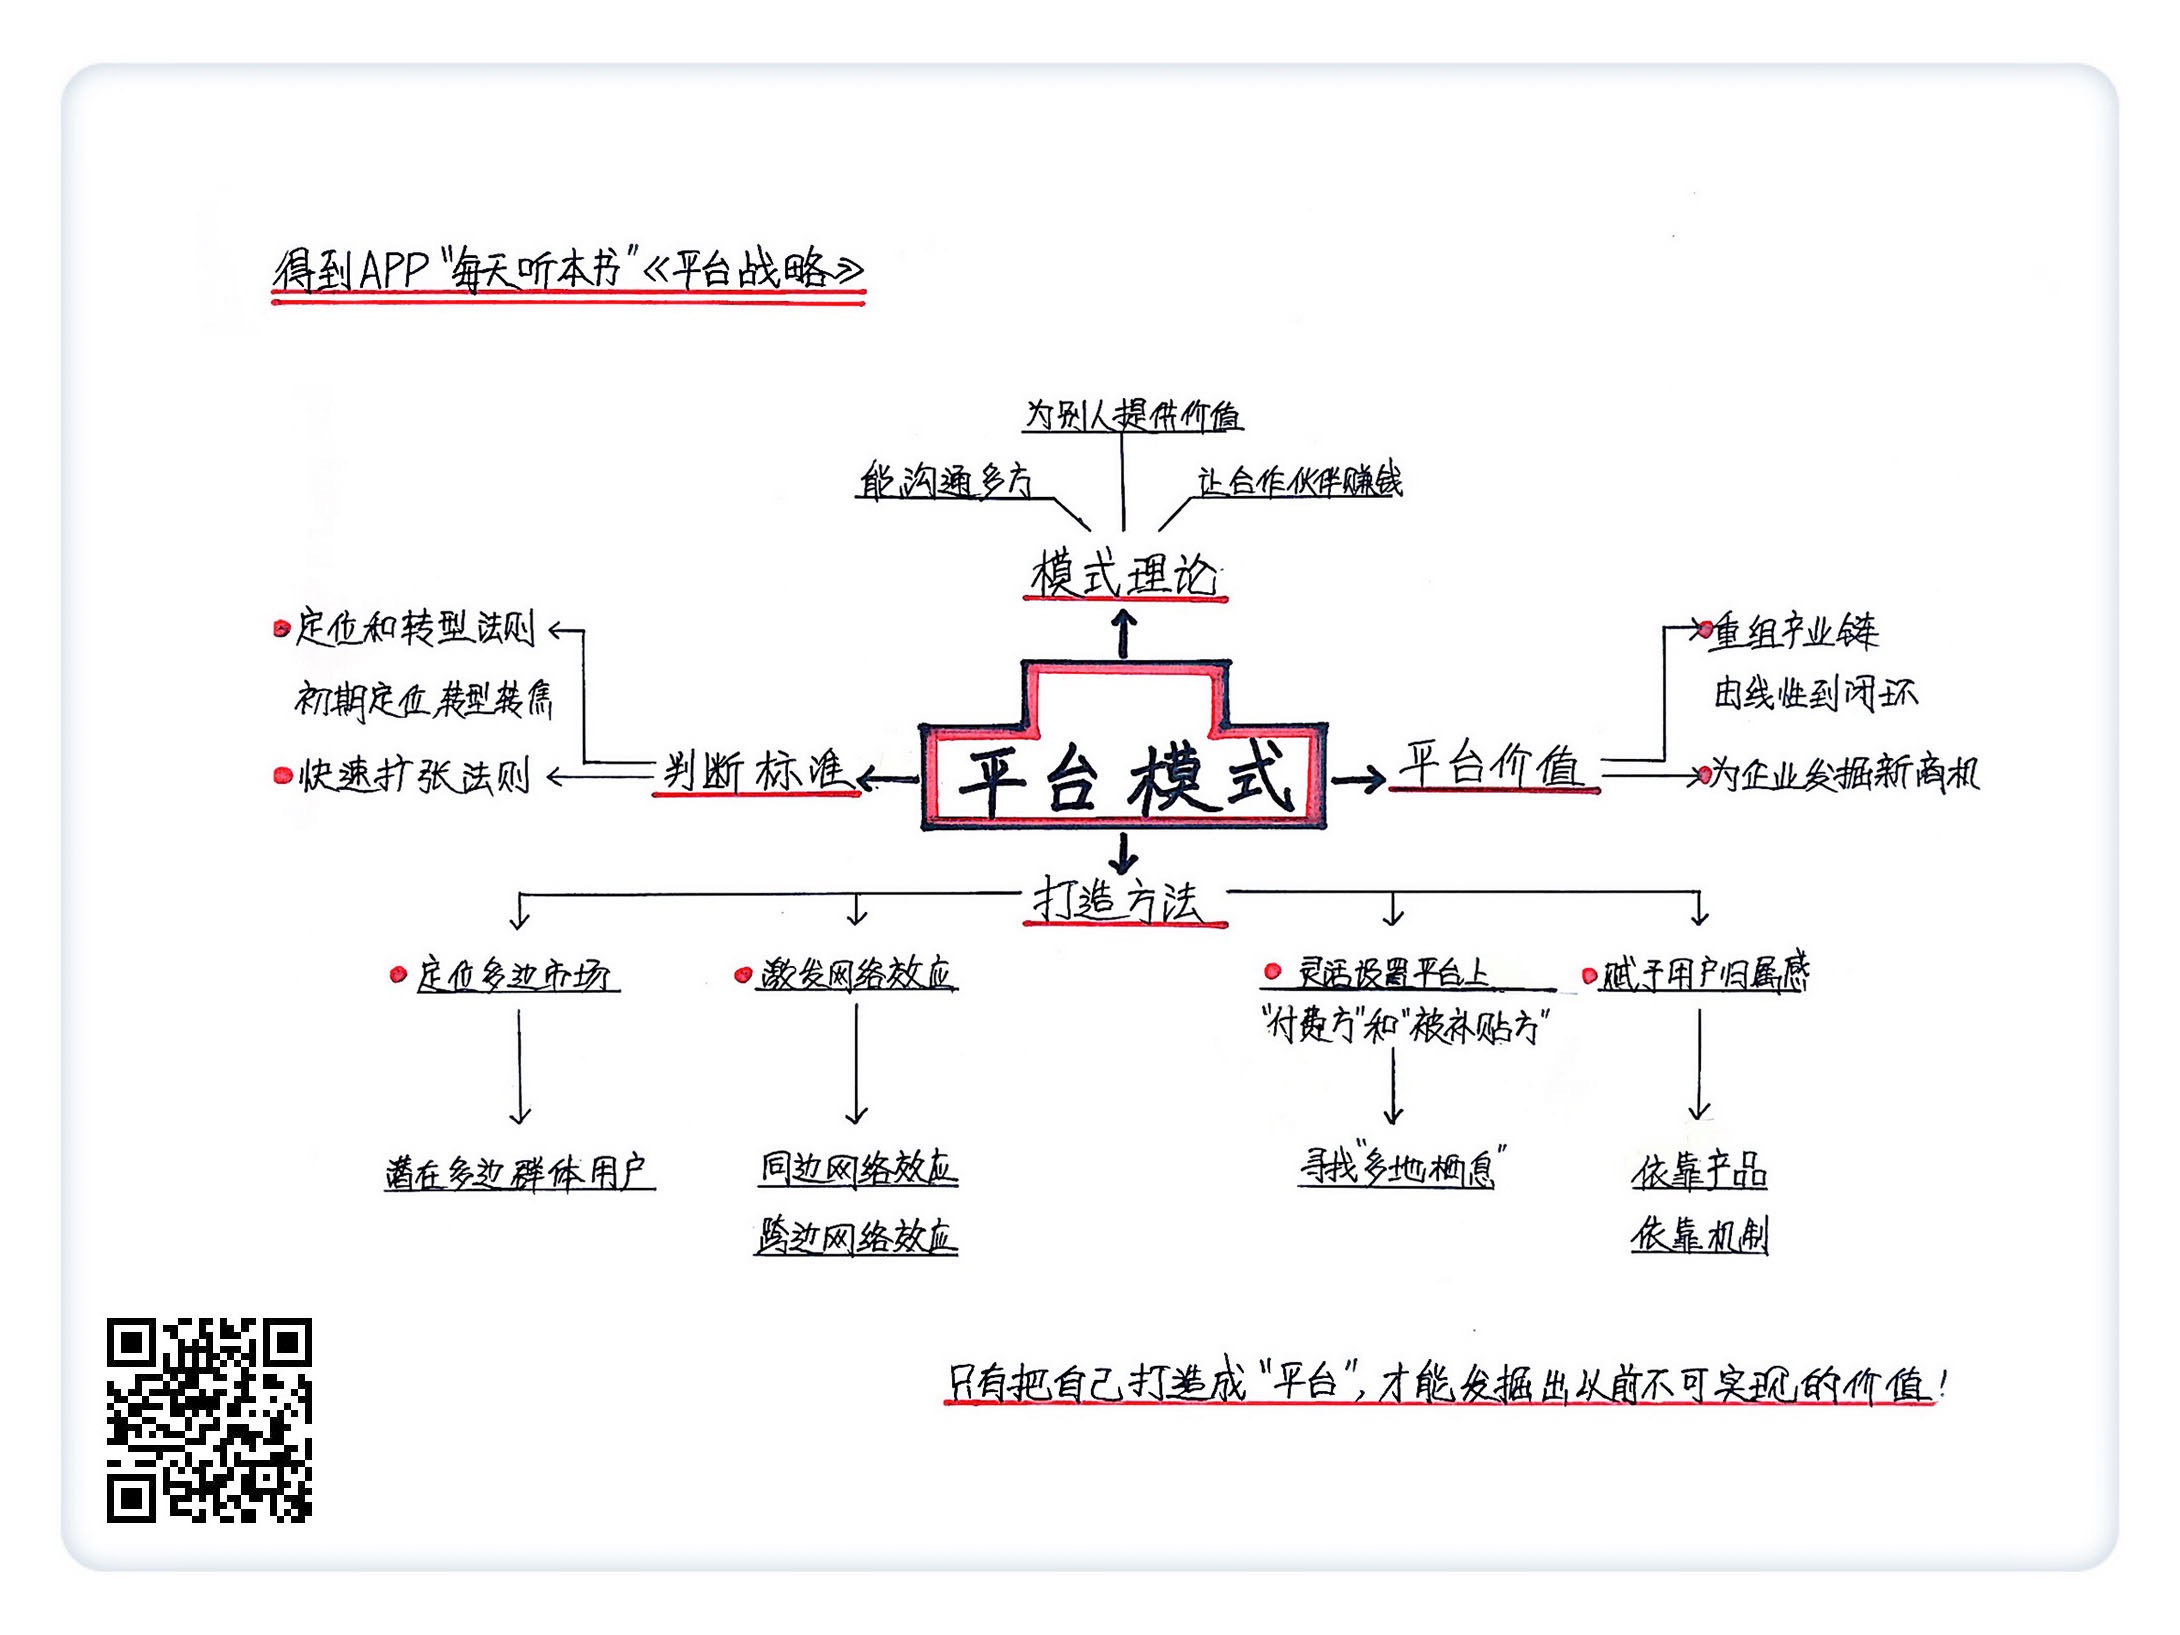 得到APP“每天听本书”《平台战略》
为别人提供价值
能沟通多方
让合作伙伴赚钱
模式理论
定位和转型法则
初期定位,转型转焦
快速扩张法则
判断标准
平台模式
平台价值
重组产业链
由线性到闭环
为企业发掘新商机
打造方法
定位多边市场
激发网络效应
灵活设置平台上
“付费方”和“被补贴方”
赋于用户归属感
潜在多边群体用户
同边网络效应
跨边网络效应
寻找“多地栖息”
依靠产品
依靠机制
只有把自己打造成“平台”,才能发掘出以前不可实现的价值!